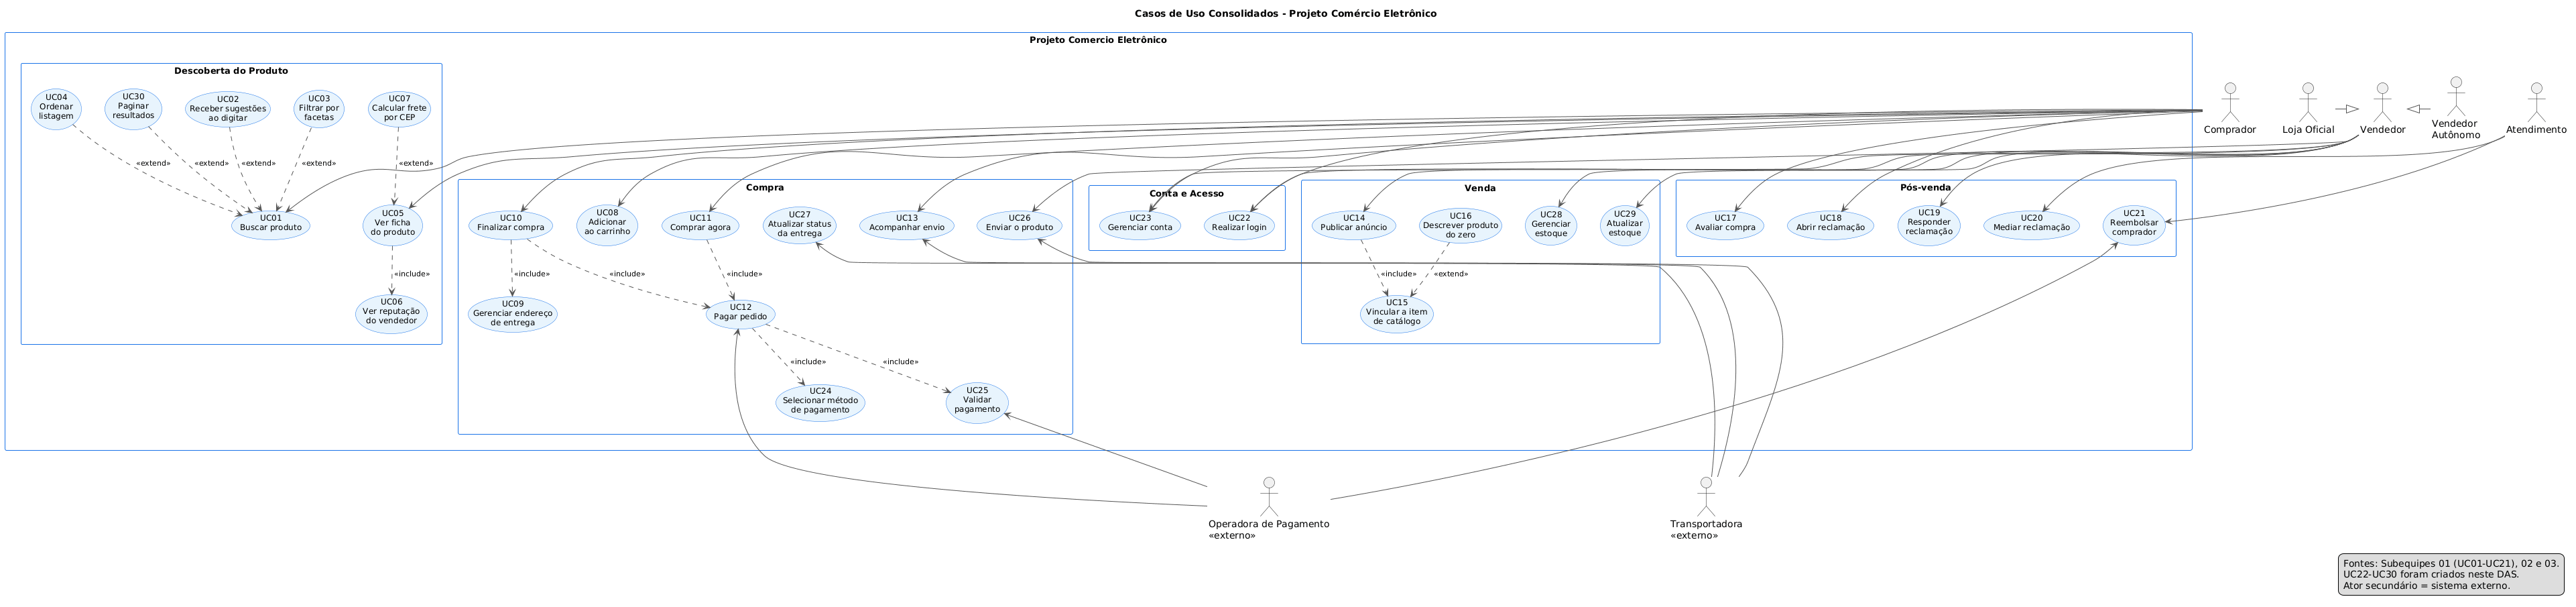 Casos de Uso Consolidados - Projeto Comércio Eletrônico
Projeto Comercio Eletrônico
Descoberta do Produto
UC04
Ordenar
listagem
UC30
Paginar
resultados
UC02
Receber sugestões
ao digitar
UC03
Filtrar por
facetas
UC07
Calcular frete
por CEP
«extend»
«extend»
«extend»
«extend»
«extend»
UC01
Buscar produto
UC05
Ver ficha
do produto
«include»
UC06
Ver reputação
do vendedor
Compra
UC10
Finalizar compra
UC08
Adicionar
ao carrinho
UC11
Comprar agora
UC27
Atualizar status
da entrega
UC13
Acompanhar envio
UC26
Enviar o produto
«include»
«include»
«include»
UC09
Gerenciar endereço
de entrega
UC12
Pagar pedido
«include»
«include»
UC24
Selecionar método
de pagamento
UC25
Validar
pagamento
Conta e Acesso
UC23
Gerenciar conta
UC22
Realizar login
Venda
UC14
Publicar anúncio
UC16
Descrever produto
do zero
UC28
Gerenciar
estoque
UC29
Atualizar
estoque
«include»
«extend»
UC15
Vincular a item
de catálogo
Pós-venda
UC17
Avaliar compra
UC18
Abrir reclamação
UC19
Responder
reclamação
UC20
Mediar reclamação
UC21
Reembolsar
comprador
Comprador
Loja Oficial
Vendedor
Vendedor
Autônomo
Atendimento
Operadora de Pagamento
«externo»
Transportadora
«externo»
Fontes: Subequipes 01 (UC01-UC21), 02 e 03.
UC22-UC30 foram criados neste DAS.
Ator secundário = sistema externo.